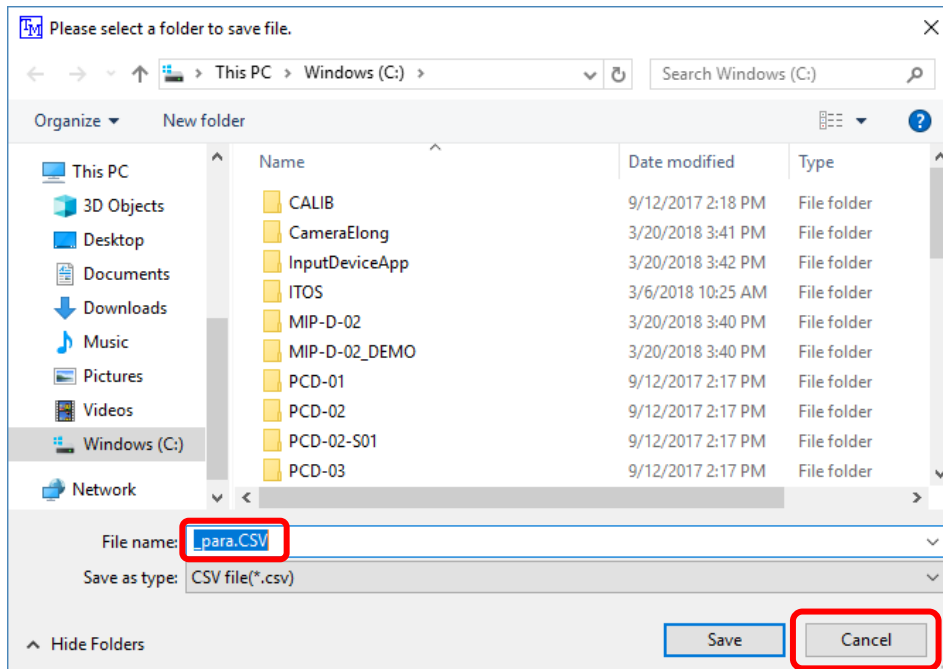 TM Please select a folder to save file.
This PC > Windows (C:) >
Search Windows (C:)
Organize
New folder
Name
Date modified
Type
This PC
3D Objects
Desktop
Documents
Downloads
Music
Pictures
Videos
Windows (C:)
Network
CALIB 9/12/2017 2:18 PM File folder
CameraElong 3/20/2018 3:41 PM File folder
InputDeviceApp 3/20/2018 3:42 PM File folder
ITOS 3/6/2018 10:25 AM File folder
MIP-D-02 3/20/2018 3:40 PM File folder
MIP-D-02_DEMO 3/20/2018 3:40 PM File folder
PCD-01 9/12/2017 2:17 PM File folder
PCD-02 9/12/2017 2:17 PM File folder
PCD-02-S01 9/12/2017 2:17 PM File folder
PCD-03 9/12/2017 2:17 PM File folder
File name: _para.CSV
Save as type: CSV file(*.csv)
Hide Folders
Save
Cancel